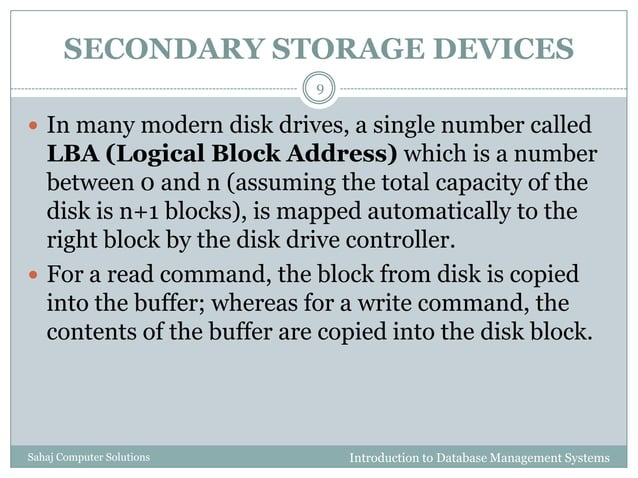 SECONDARY STORAGE DEVICES
9
• In many modern disk drives, a single number called
LBA (Logical Block Address) which is a number
between 0 and n (assuming the total capacity of the
disk is n+1 blocks), is mapped automatically to the
right block by the disk drive controller.
• For a read command, the block from disk is copied
into the buffer; whereas for a write command, the
contents of the buffer are copied into the disk block.
Sahaj Computer Solutions
Introduction to Database Management Systems